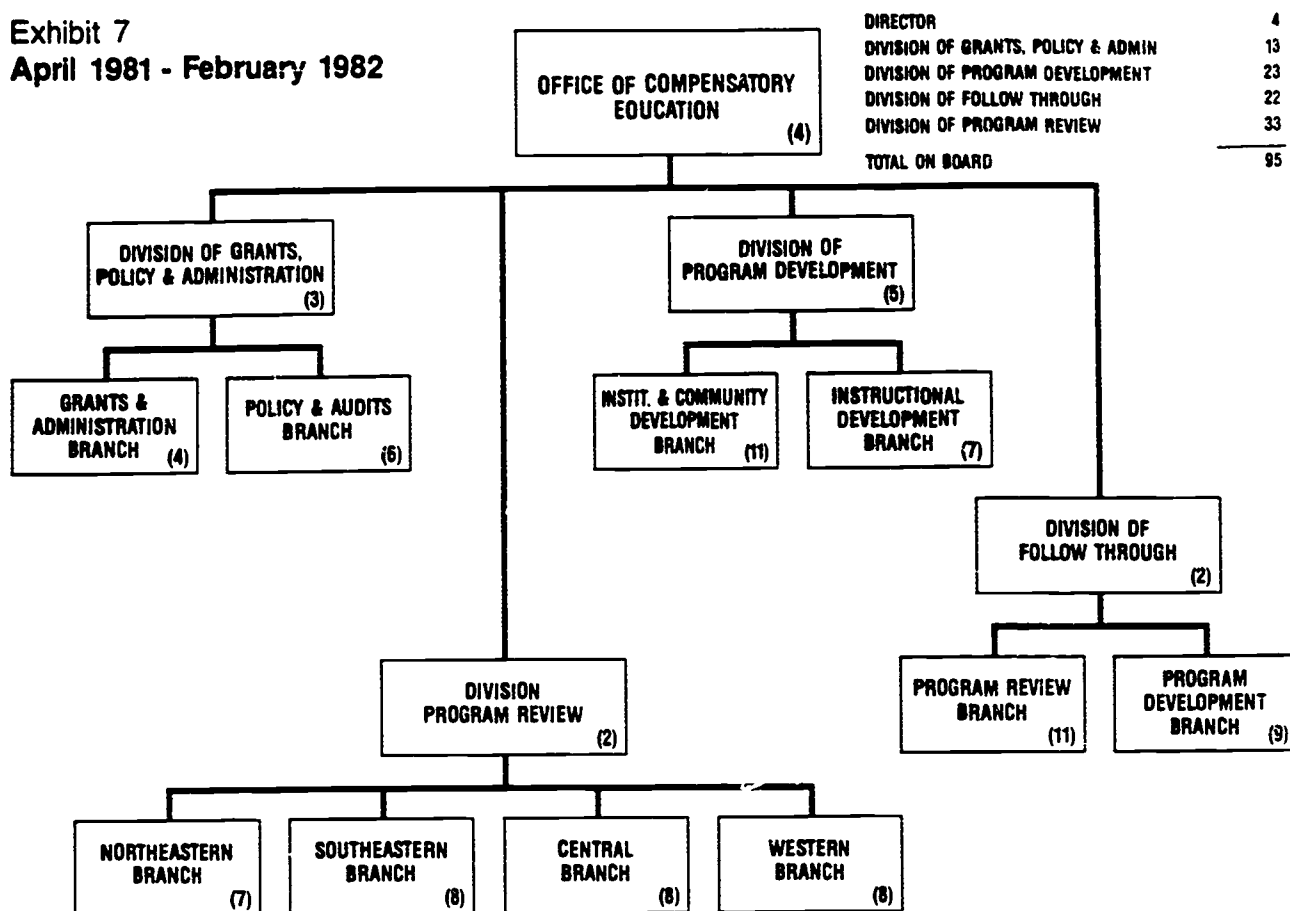 Exhibit 7
April 1981 - February 1982
DIRECTOR 4
DIVISION OF GRANTS, POLICY & ADMIN 13
DIVISION OF PROGRAM DEVELOPMENT 23
DIVISION OF FOLLOW THROUGH 22
DIVISION OF PROGRAM REVIEW 33
TOTAL ON BOARD 95
OFFICE OF COMPENSATORY
EOUCATION
(4)
DIVISION OF GRANTS,
POLICY & ADMINISTRATION
(3)
GRANTS &
ADMINISTRATION
BRANCH (4)
POLICY & AUDITS
BRANCH
(6)
DIVISION OF
PROGRAM DEVELOPMENT
(5)
INSTIT. & COMMUNITY
DEVELOPMENT
BRANCH (11)
INSTRUCTIONAL
DEVELOPMENT
BRANCH (7)
DIVISION OF
FOLLOW THROUGH
(2)
PROGRAM REVIEW
BRANCH
(11)
PROGRAM
DEVELOPMENT
BRANCH (9)
DIVISION
PROGRAM REVIEW
(2)
NORTHEASTERN
BRANCH
(7)
SOUTHEASTERN
BRANCH
(8)
CENTRAL
BRANCH
(8)
WESTERN
BRANCH
(8)